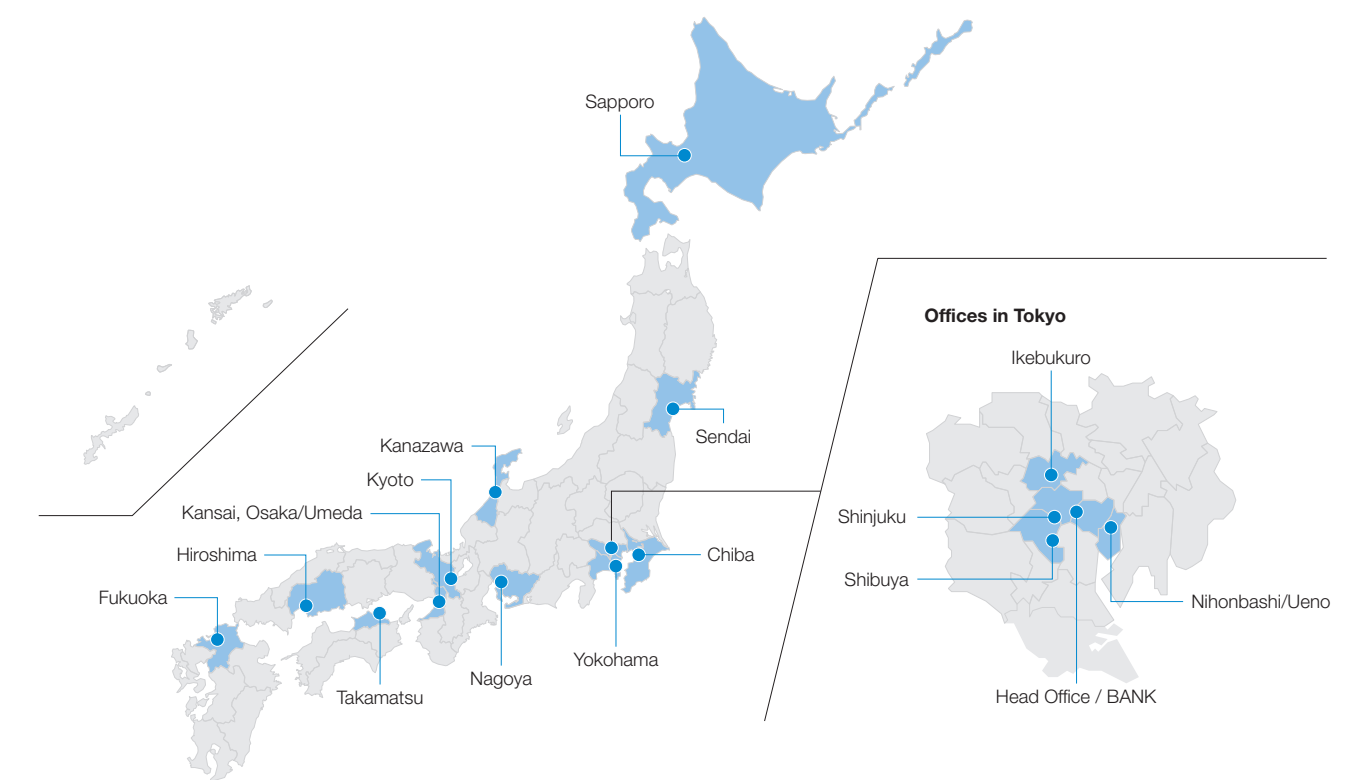 Sapporo
Sendai
Kanazawa
Kyoto
Kansai, Osaka/Umeda
Hiroshima
Fukuoka
Chiba
Yokohama
Nagoya
Takamatsu
Offices in Tokyo
Ikebukuro
Shinjuku
Shibuya
Nihonbashi/Ueno
Head Office / BANK